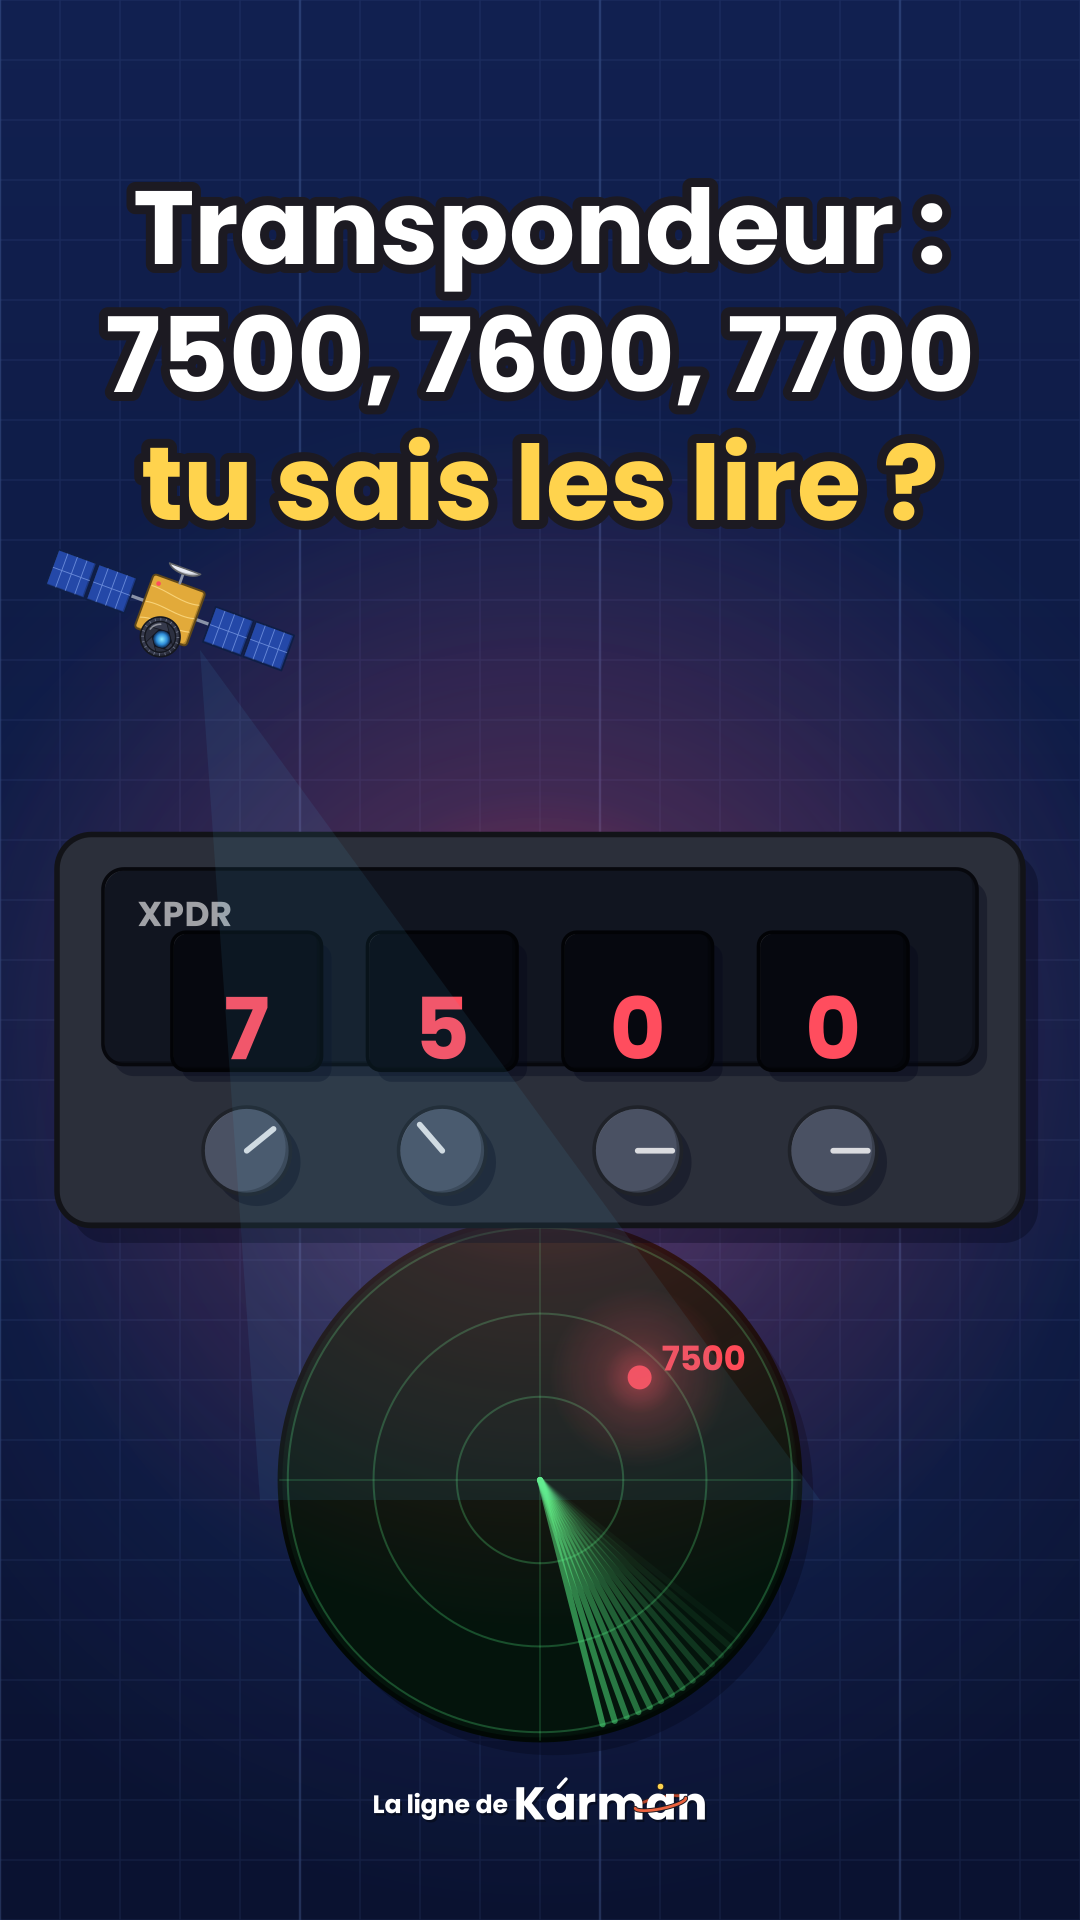 Transpondeur :
7500, 7600, 7700
tu sais les lire ?
XPDR
7 5 0 0
7500
La ligne de Kármán